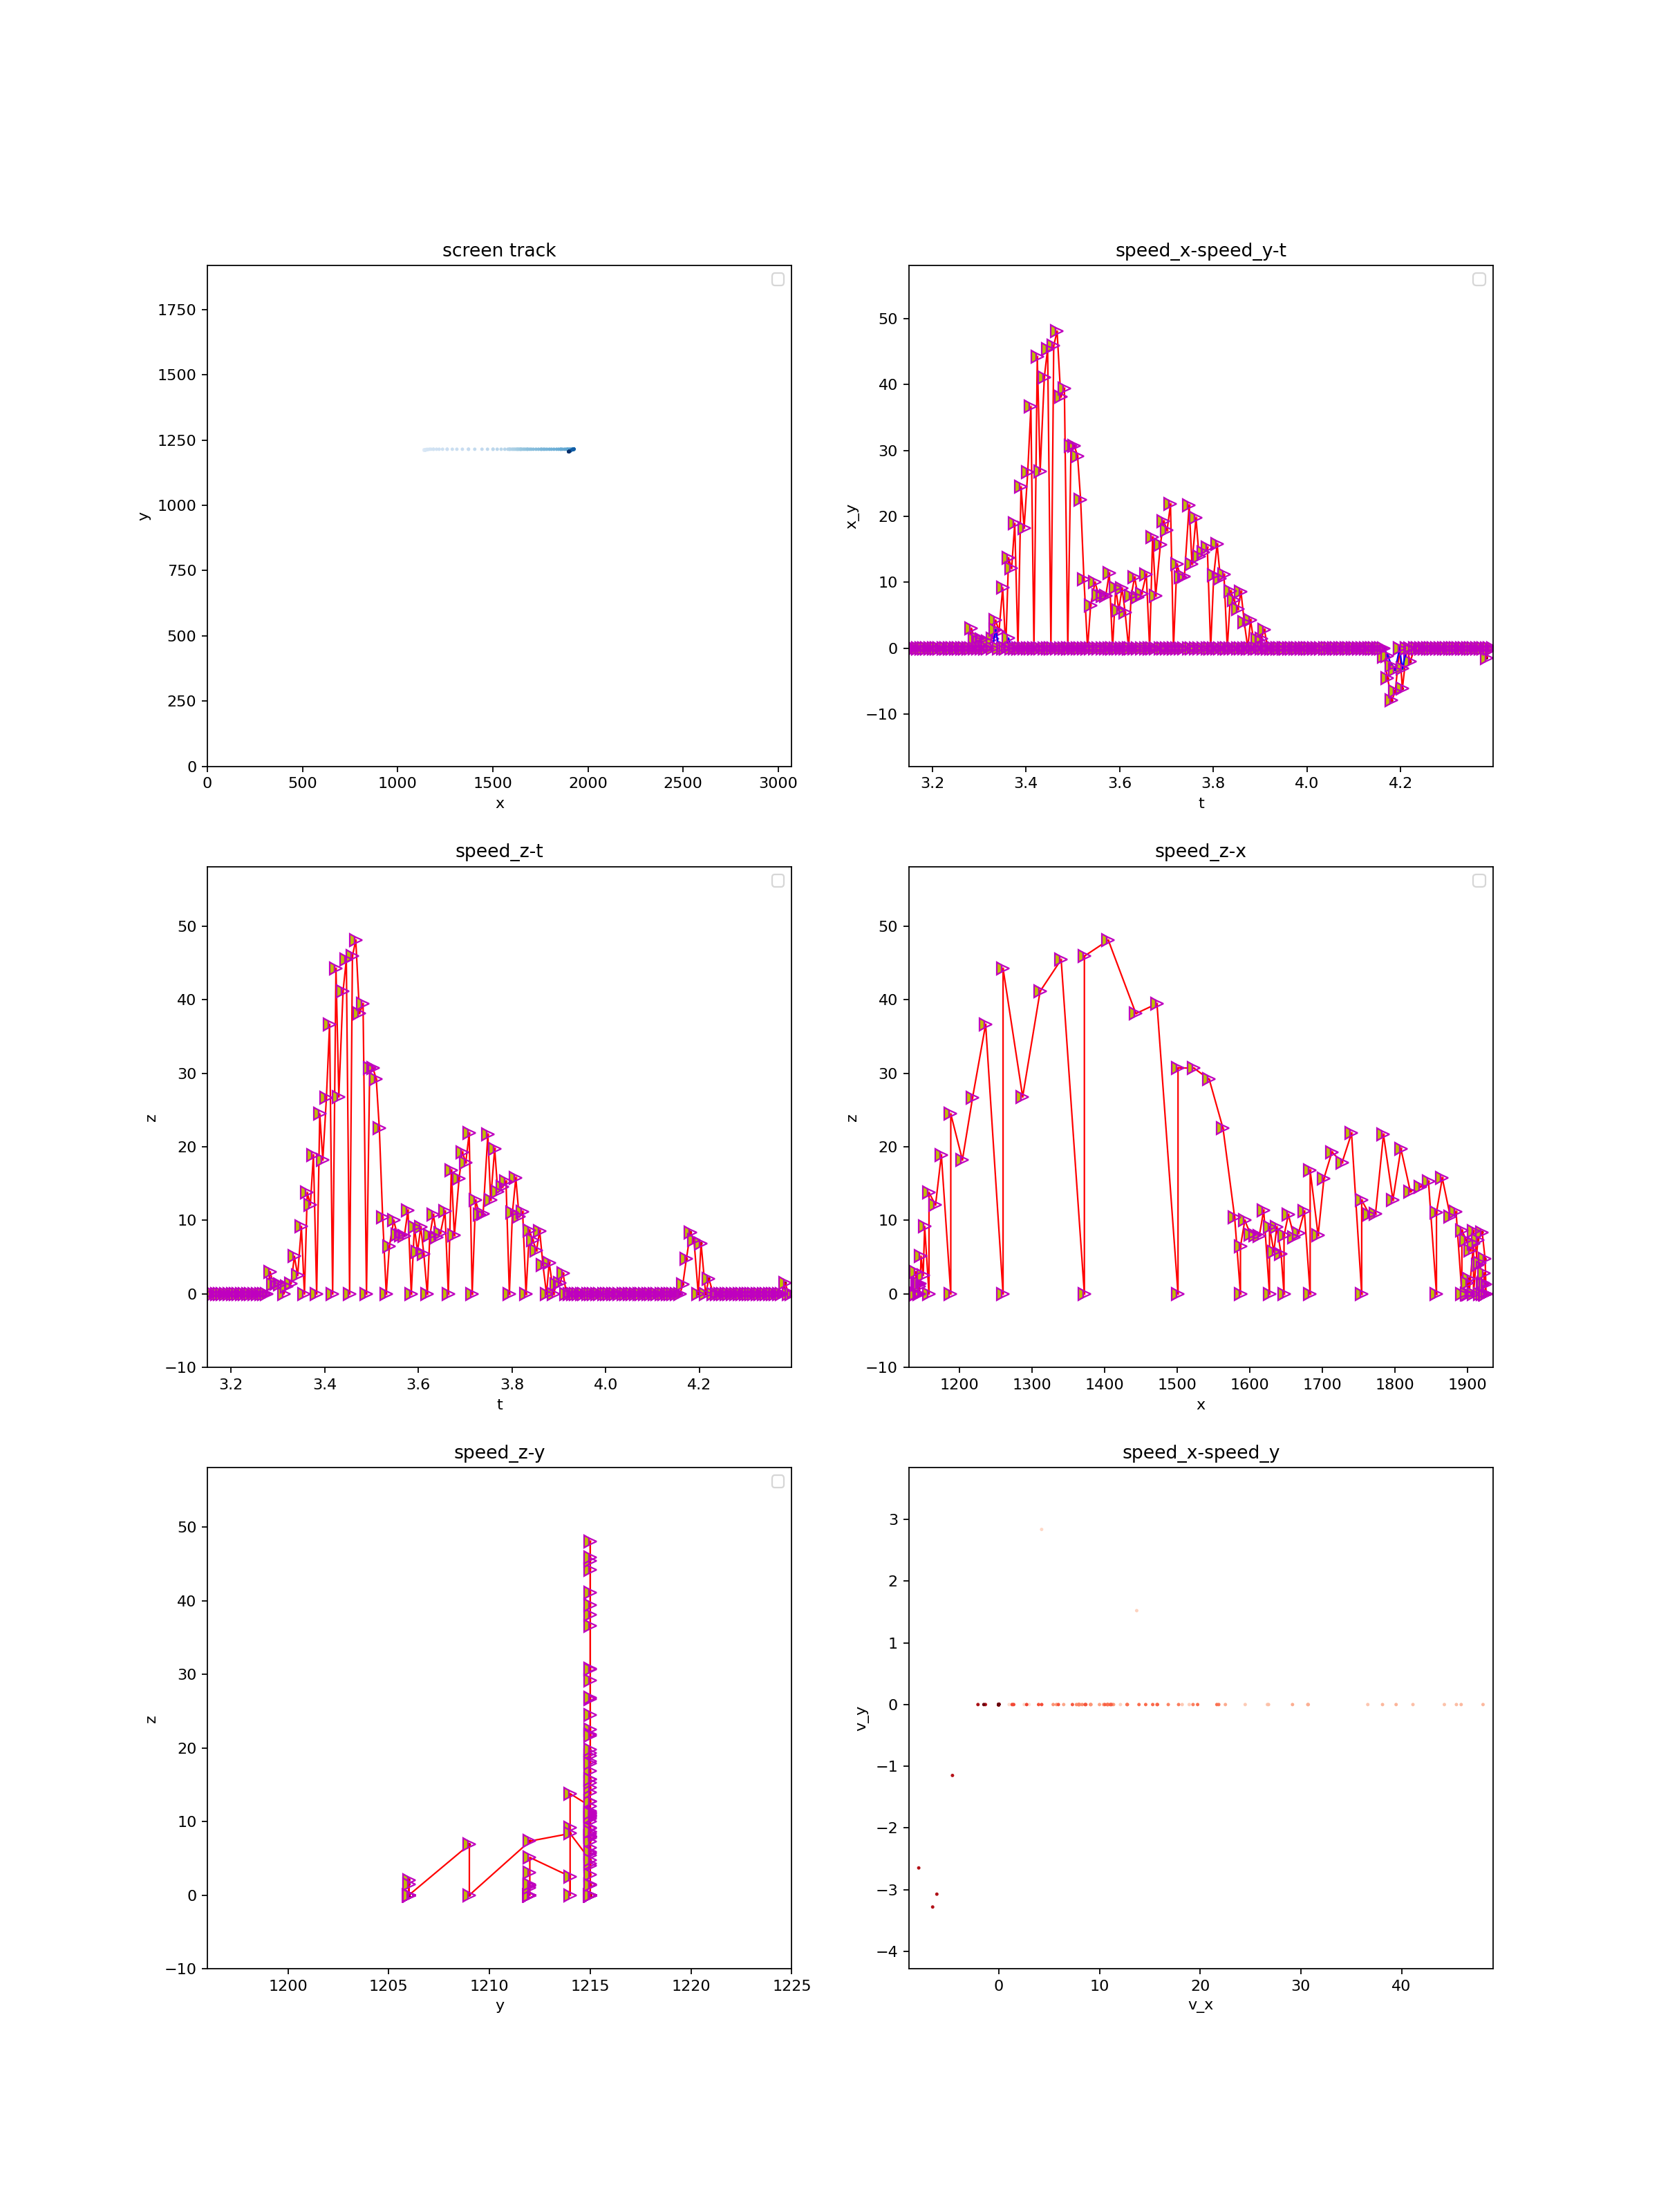 screen track
1750
1500
1250
1000
750
500
250
0
y
0 500 1000 1500 2000 2500 3000
x
speed_x-speed_y-t
50
40
30
20
10
0
−10
x_y
3.2 3.4 3.6 3.8 4.0 4.2
t
speed_z-t
50
40
30
20
10
0
−10
z
3.2 3.4 3.6 3.8 4.0 4.2
t
speed_z-x
50
40
30
20
10
0
−10
z
1200 1300 1400 1500 1600 1700 1800 1900
x
speed_z-y
50
40
30
20
10
0
−10
z
1200 1205 1210 1215 1220 1225
y
speed_x-speed_y
3
2
1
0
−1
−2
−3
−4
v_y
0 10 20 30 40
v_x